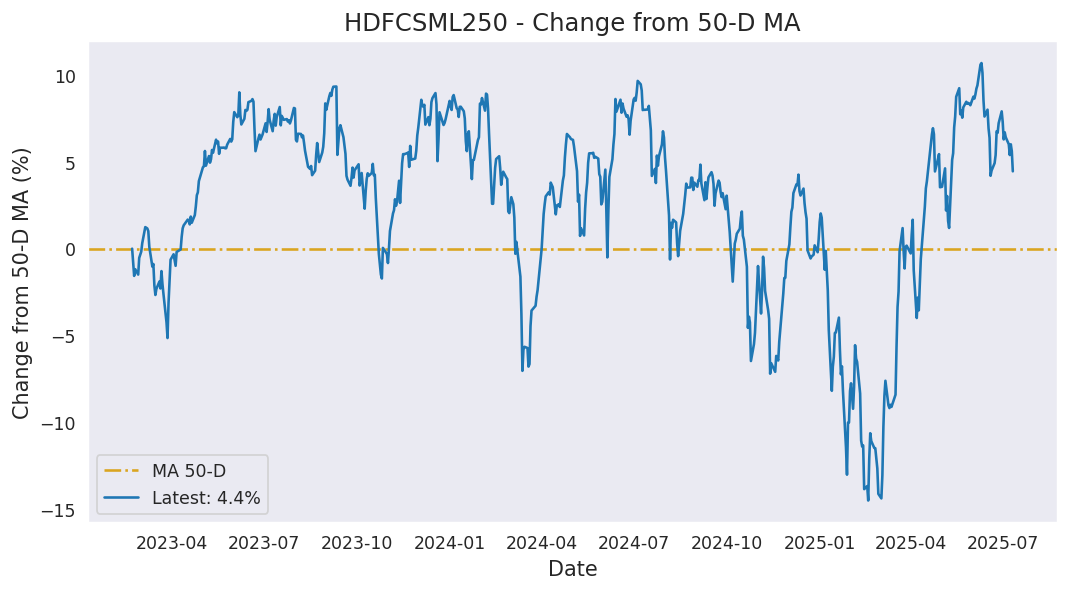 HDFCSML250 - Change from 50-D MA
Change from 50-D MA (%)
10
5
0
−5
−10
−15
MA 50-D
Latest: 4.4%
2023-04 2023-07 2023-10 2024-01 2024-04 2024-07 2024-10 2025-01 2025-04 2025-07
Date